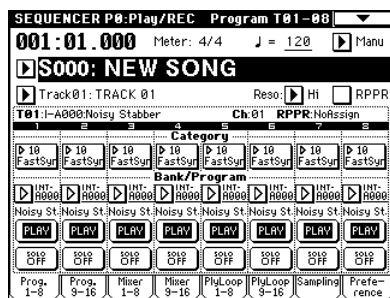 SEQUENCER P0:Play/REC Program T01-08
001:01.000 Meter: 4/4 ♩ = 120 Manu
S000: NEW SONG
Track01: TRACK 01 Reso: Hi RPPR
T01:I-A000:Noisy Stabber Ch:01 RPPR:NoAssign
1 2 3 4 5 6 7 8
Category
10 10 10 10 10 10 10 10
FastSyn FastSyn FastSyn FastSyn FastSyn FastSyn FastSyn FastSyn
Bank/Program
INT- INT- INT- INT- INT- INT- INT- INT-
A000 A000 A000 A000 A000 A000 A000 A000
Noisy St Noisy St Noisy St Noisy St Noisy St Noisy St Noisy St Noisy St
PLAY PLAY PLAY PLAY PLAY PLAY PLAY PLAY
SOLO SOLO SOLO SOLO SOLO SOLO SOLO SOLO
OFF OFF OFF OFF OFF OFF OFF OFF
Prog. Prog. Mixer Mixer PlyLoop PlyLoop Sampling Prefe-
1-8 9-16 1-8 9-16 1-8 9-16 rence